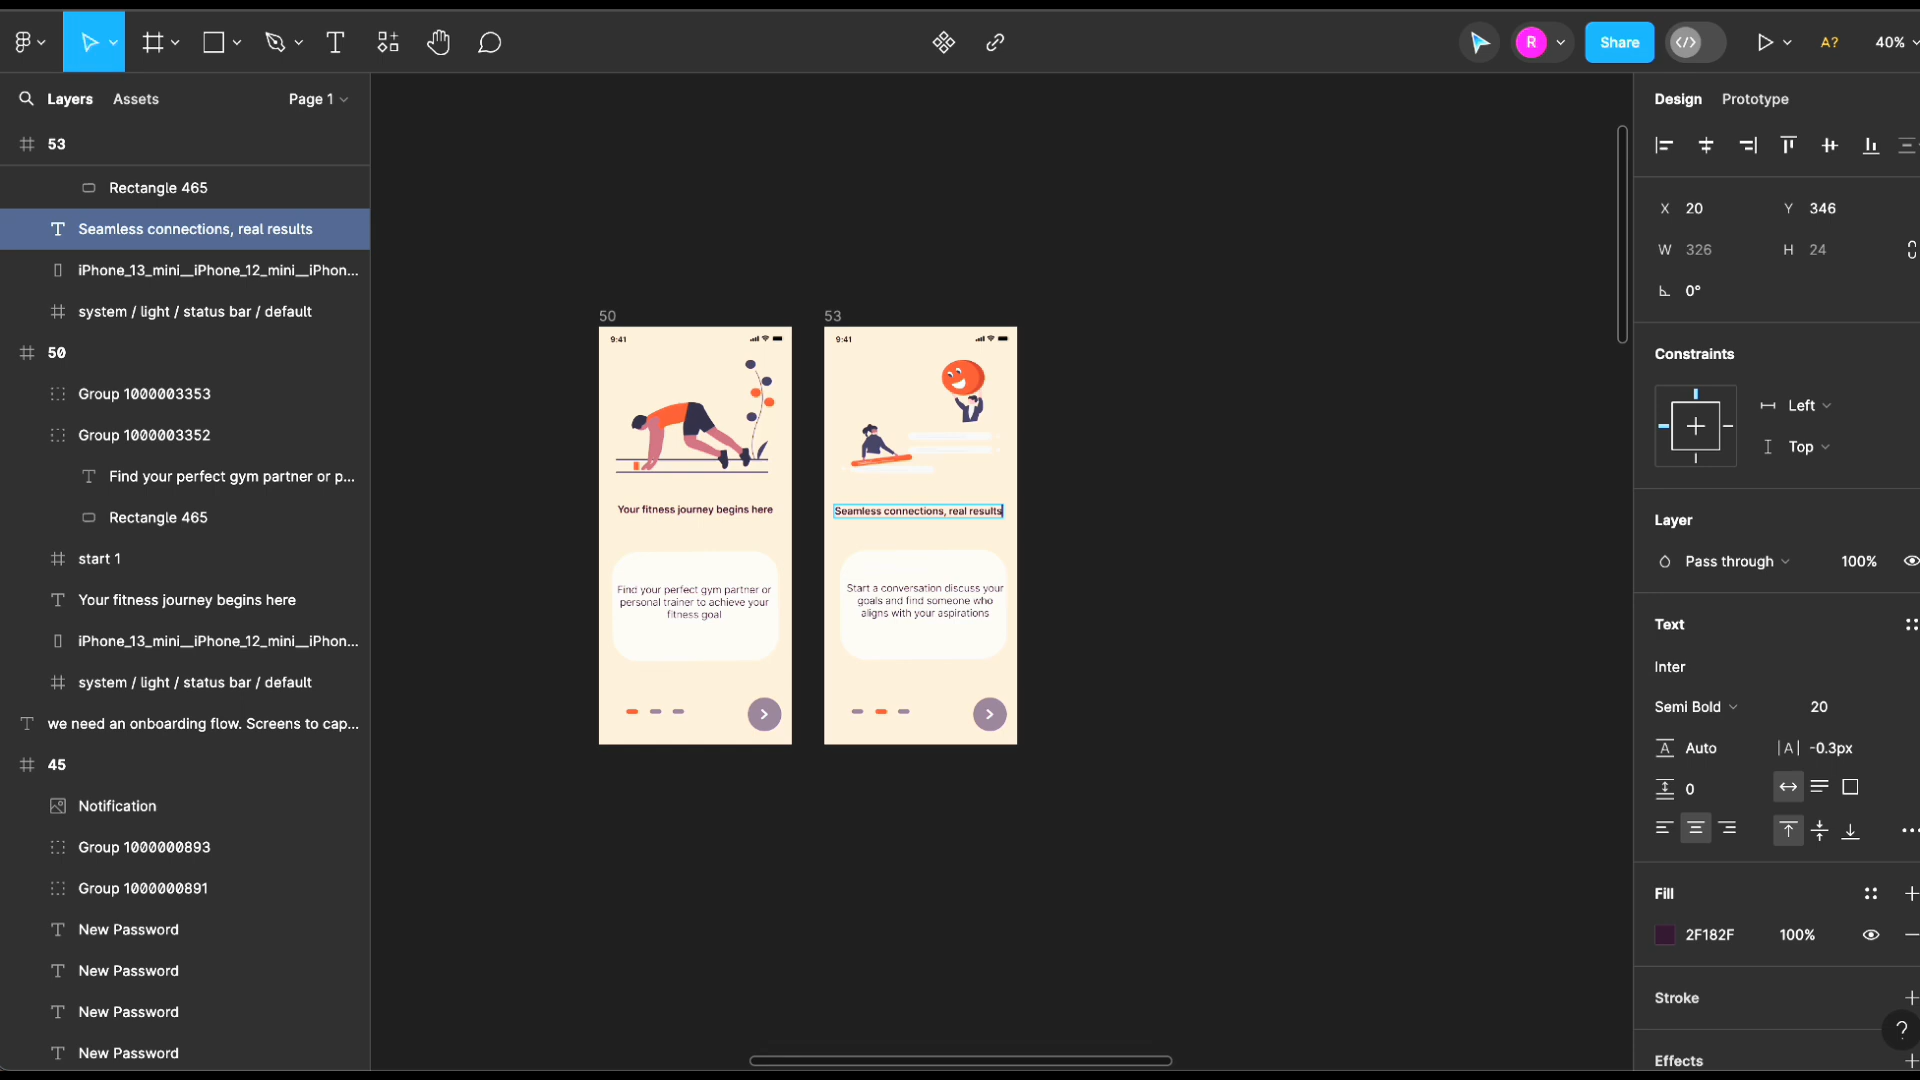 R
Share
A?
40%
Layers
Assets
Page 1
53
Rectangle 465
Seamless connections, real results
iPhone_13_mini__iPhone_12_mini__iPhon...
system / light / status bar / default
50
Group 1000003353
Group 1000003352
Find your perfect gym partner or p...
Rectangle 465
start 1
Your fitness journey begins here
iPhone_13_mini__iPhone_12_mini__iPhon...
system / light / status bar / default
we need an onboarding flow. Screens to cap...
45
Notification
Group 1000000893
Group 1000000891
New Password
New Password
New Password
New Password
50
9:41
Your fitness journey begins here
Find your perfect gym partner or
personal trainer to achieve your
fitness goal
53
9:41
Seamless connections, real results
Start a conversation discuss your
goals and find someone who
aligns with your aspirations
Design
Prototype
X 20
Y 346
W 326
H 24
0°
Constraints
Left
Top
Layer
Pass through
100%
Text
Inter
Semi Bold
20
Auto
-0.3px
0
Fill
2F182F
100%
Stroke
?
Effects